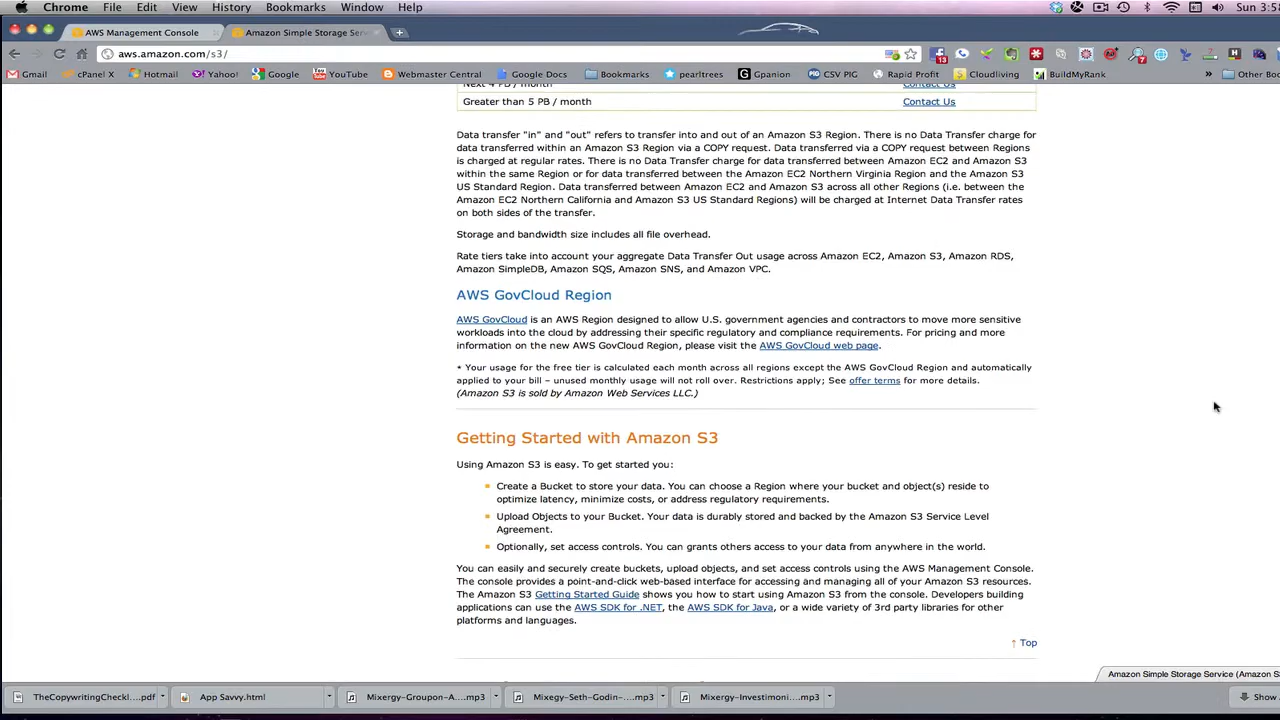 Chrome File Edit View History Bookmarks Window Help Sun 3:5
AWS Management Console Amazon Simple Storage Serv
aws.amazon.com/s3/
Gmail cPanel X Hotmail Yahoo! Google YouTube Webmaster Central Google Docs Bookmarks pearltrees Gpanion CSV PIG Rapid Profit Cloudliving BuildMyRank » Other Boo
Next 4 PB / month Contact Us
Greater than 5 PB / month Contact Us
Data transfer "in" and "out" refers to transfer into and out of an Amazon S3 Region. There is no Data Transfer charge for
data transferred within an Amazon S3 Region via a COPY request. Data transferred via a COPY request between Regions
is charged at regular rates. There is no Data Transfer charge for data transferred between Amazon EC2 and Amazon S3
within the same Region or for data transferred between the Amazon EC2 Northern Virginia Region and the Amazon S3
US Standard Region. Data transferred between Amazon EC2 and Amazon S3 across all other Regions (i.e. between the
Amazon EC2 Northern California and Amazon S3 US Standard Regions) will be charged at Internet Data Transfer rates
on both sides of the transfer.
Storage and bandwidth size includes all file overhead.
Rate tiers take into account your aggregate Data Transfer Out usage across Amazon EC2, Amazon S3, Amazon RDS,
Amazon SimpleDB, Amazon SQS, Amazon SNS, and Amazon VPC.
AWS GovCloud Region
AWS GovCloud is an AWS Region designed to allow U.S. government agencies and contractors to move more sensitive
workloads into the cloud by addressing their specific regulatory and compliance requirements. For pricing and more
information on the new AWS GovCloud Region, please visit the AWS GovCloud web page.
* Your usage for the free tier is calculated each month across all regions except the AWS GovCloud Region and automatically
applied to your bill – unused monthly usage will not roll over. Restrictions apply; See offer terms for more details.
(Amazon S3 is sold by Amazon Web Services LLC.)
Getting Started with Amazon S3
Using Amazon S3 is easy. To get started you:
Create a Bucket to store your data. You can choose a Region where your bucket and object(s) reside to
optimize latency, minimize costs, or address regulatory requirements.
Upload Objects to your Bucket. Your data is durably stored and backed by the Amazon S3 Service Level
Agreement.
Optionally, set access controls. You can grants others access to your data from anywhere in the world.
You can easily and securely create buckets, upload objects, and set access controls using the AWS Management Console.
The console provides a point-and-click web-based interface for accessing and managing all of your Amazon S3 resources.
The Amazon S3 Getting Started Guide shows you how to start using Amazon S3 from the console. Developers building
applications can use the AWS SDK for .NET, the AWS SDK for Java, or a wide variety of 3rd party libraries for other
platforms and languages.
↑ Top
Amazon Simple Storage Service (Amazon S
TheCopywritingCheckl....pdf App Savvy.html Mixergy-Groupon-A....mp3 Mixegy-Seth-Godin-....mp3 Mixergy-Investimoni....mp3 Show